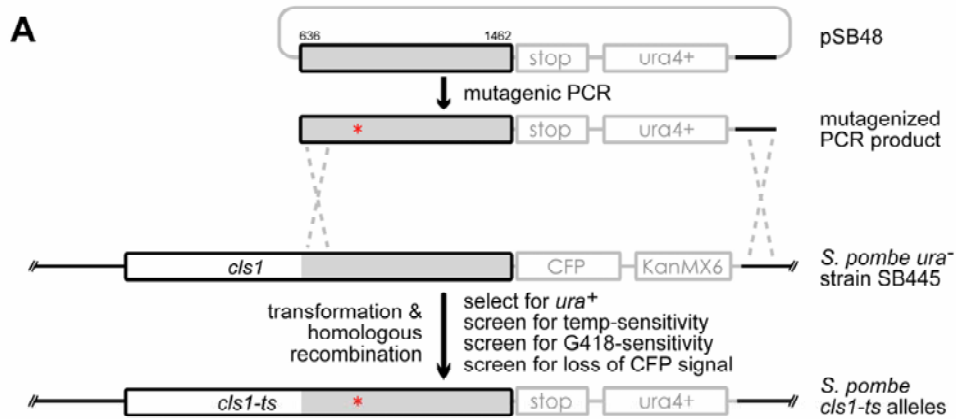 A
636
1462
stop
ura4+
pSB48
mutagenic PCR
*
stop
ura4+
mutagenized
PCR product
cls1
CFP
KanMX6
S. pombe ura-
strain SB445
transformation &
homologous
recombination
select for ura+
screen for temp-sensitivity
screen for G418-sensitivity
screen for loss of CFP signal
cls1-ts
*
stop
ura4+
S. pombe
cls1-ts alleles